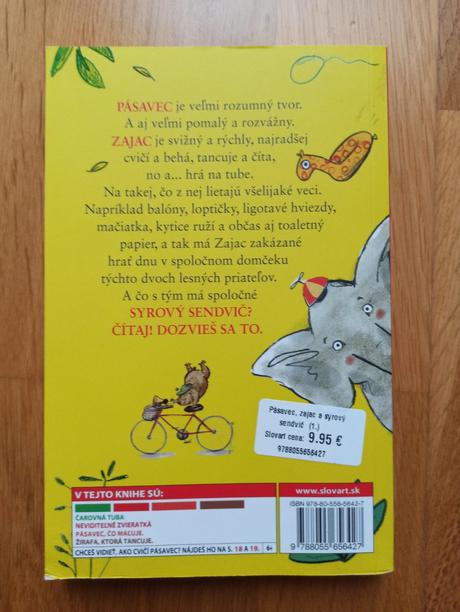 PÁSAVEC je veľmi rozumný tvor.
A aj veľmi pomalý a rozvážny.
ZAJAC je svižný a rýchly, najradšej
cvičí a behá, tancuje a číta,
no a... hrá na tube.
Na takej, čo z nej lietajú všelijaké veci.
Napríklad balóny, loptičky, ligotavé hviezdy,
mačiatka, kytice ruží a občas aj toaletný
papier, a tak má Zajac zakázané
hrať dnu v spoločnom domčeku
týchto dvoch lesných priateľov.
A čo s tým má spoločné
SYROVÝ SENDVIČ?
ČÍTAJ! DOZVIEŠ SA TO.
Pásavec, zajac a syrový
sendvič (1.)
Slovart cena: 9.95 €
9788055656427
V TEJTO KNIHE SÚ:
ČAROVNÁ TUBA
NEVIDITEĽNÉ ZVIERATKÁ
PÁSAVEC, ČO MAĽUJE.
ŽIRAFA, KTORÁ TANCUJE.
CHCEŠ VIDIEŤ, AKO CVIČÍ PÁSAVEC? NÁJDEŠ HO NA S. 18 A 19. 6+
www.slovart.sk
ISBN 978-80-556-5642-7
9 788055 656427